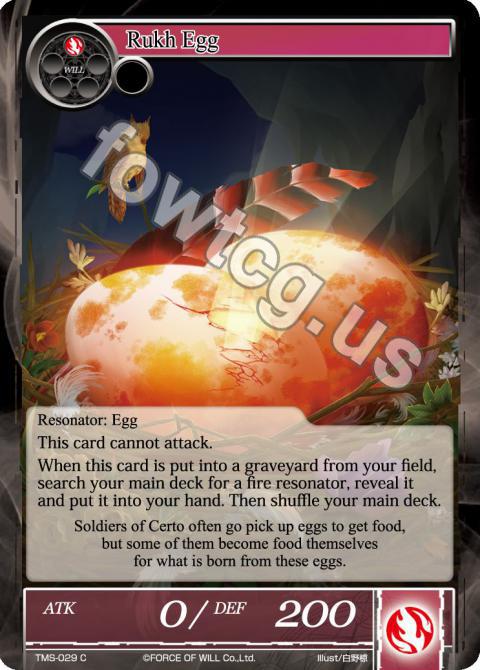 Rukh Egg
WILL
fowtcg.us
Resonator: Egg
This card cannot attack.
When this card is put into a graveyard from your field,
search your main deck for a fire resonator, reveal it
and put it into your hand. Then shuffle your main deck.
Soldiers of Certo often go pick up eggs to get food,
but some of them become food themselves
for what is born from these eggs.
ATK 0/ DEF 200
TMS-029 C ©FORCE OF WILL Co.,Ltd. Illust/白野椋